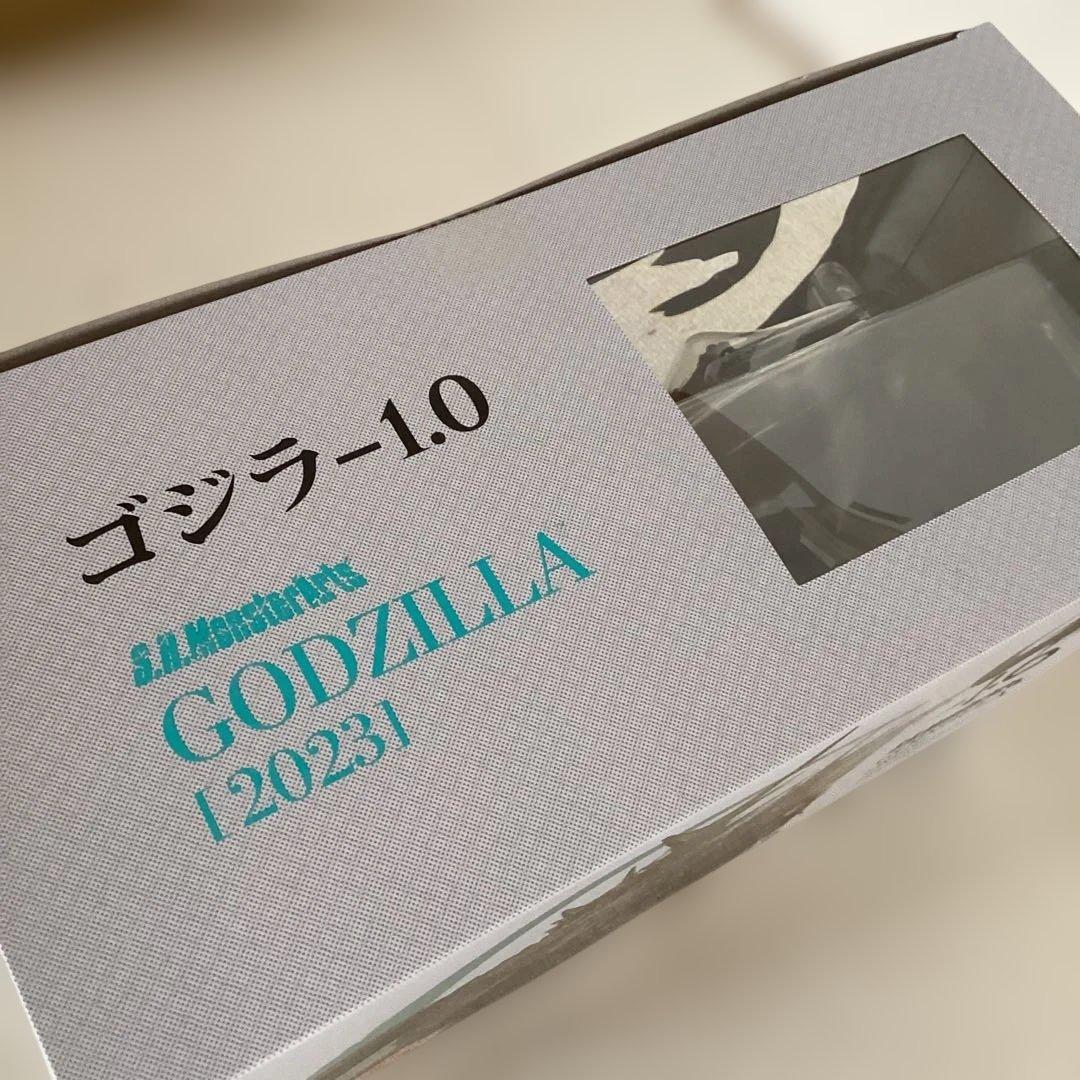 ゴジラ-1.0
S.H.MonsterArts
GODZILLA
[2023]